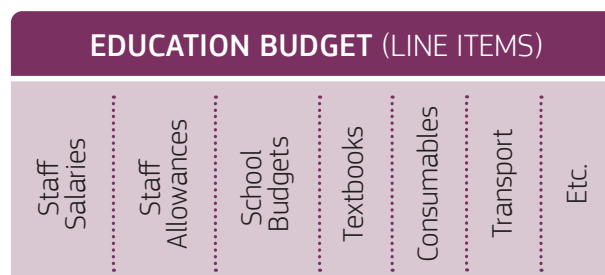 EDUCATION BUDGET (LINE ITEMS)
Staff
Salaries
Staff
Allowances
School
Budgets
Textbooks
Consumables
Transport
Etc.